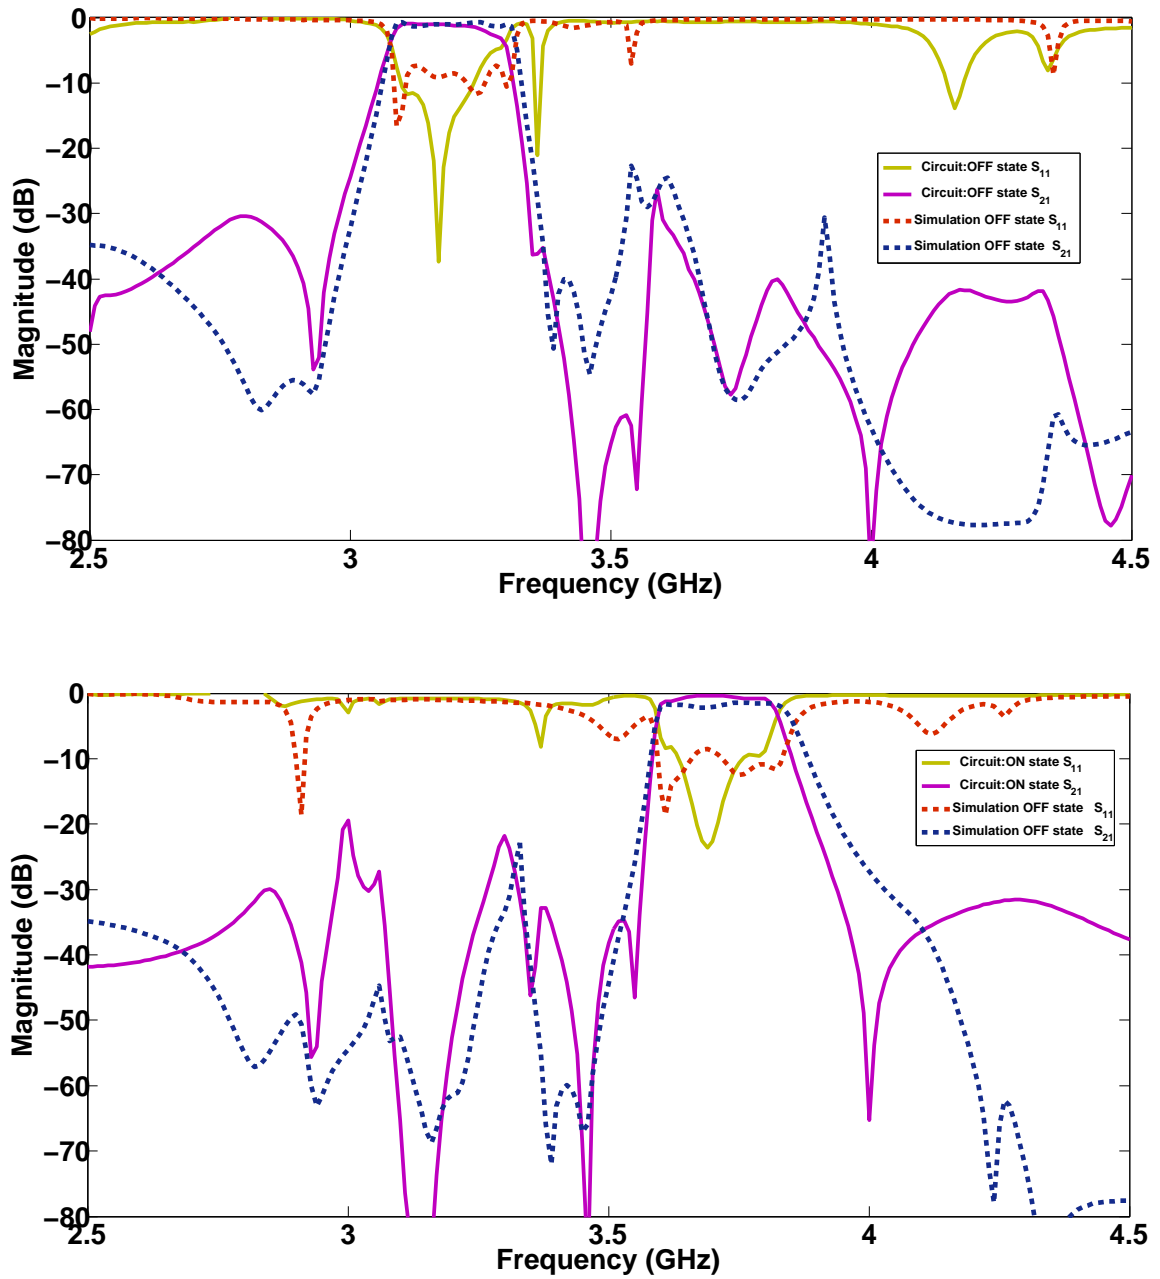 0
−10
−20
−30
−40
−50
−60
−70
−80
Magnitude (dB)
2.5
3
3.5
4
4.5
Frequency (GHz)
Circuit:OFF state S11
Circuit:OFF state S21
Simulation OFF state S11
Simulation OFF state S21
0
−10
−20
−30
−40
−50
−60
−70
−80
Magnitude (dB)
2.5
3
3.5
4
4.5
Frequency (GHz)
Circuit:ON state S11
Circuit:ON state S21
Simulation OFF state S11
Simulation OFF state S21